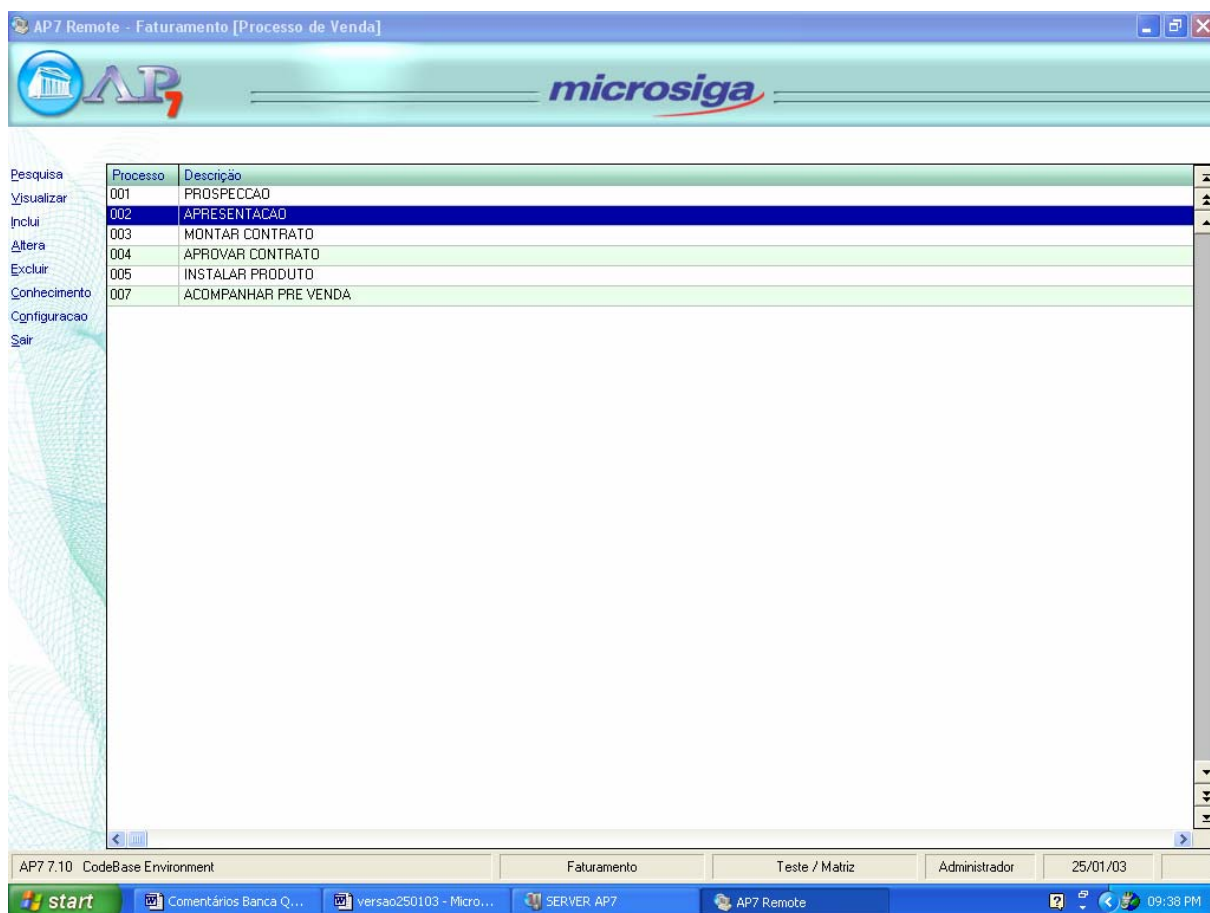 AP7 Remote - Faturamento [Processo de Venda]
AP7 microsiga
Pesquisa
Visualizar
Inclui
Altera
Excluir
Conhecimento
Configuracao
Sair
Processo Descrição
001 PROSPECCAO
002 APRESENTACAO
003 MONTAR CONTRATO
004 APROVAR CONTRATO
005 INSTALAR PRODUTO
007 ACOMPANHAR PRE VENDA
AP7 7.10 CodeBase Environment Faturamento Teste / Matriz Administrador 25/01/03
start Comentários Banca Q... versao250103 - Micro... SERVER AP7 AP7 Remote 09:38 PM